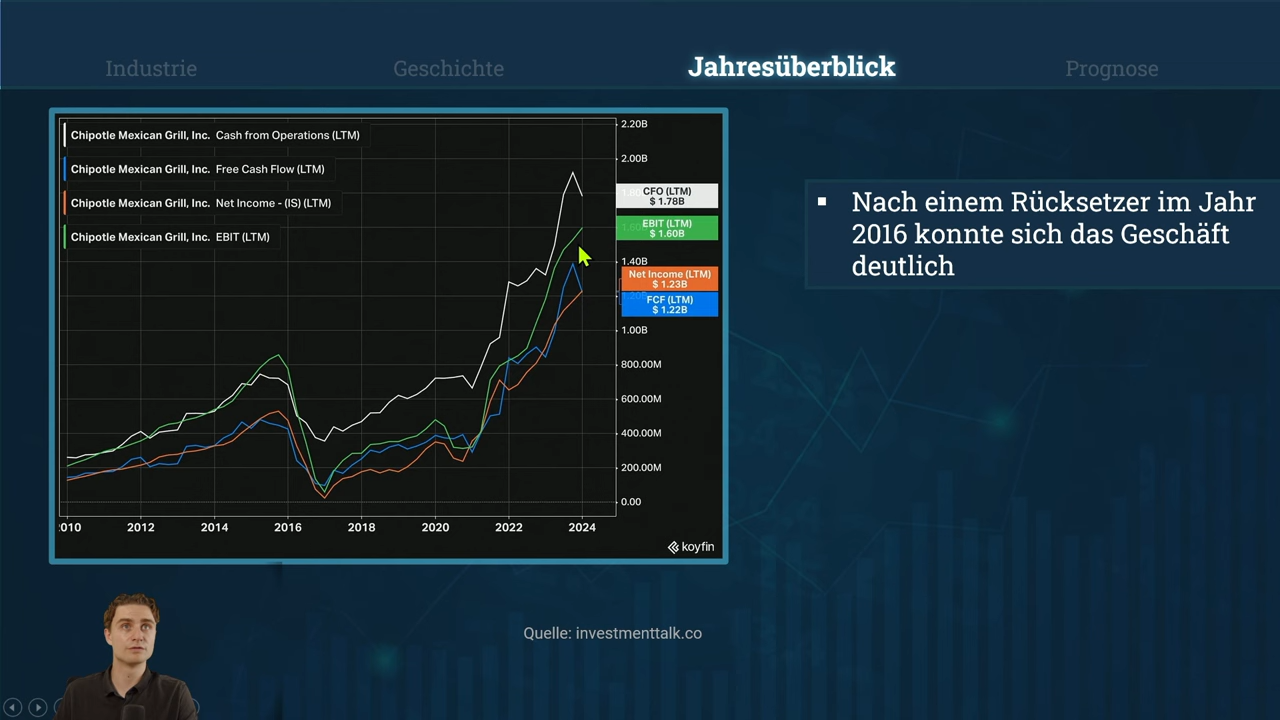 Industrie
Geschichte
Jahresüberblick
Prognose
Chipotle Mexican Grill, Inc. Cash from Operations (LTM)
Chipotle Mexican Grill, Inc. Free Cash Flow (LTM)
Chipotle Mexican Grill, Inc. Net Income - (IS) (LTM)
Chipotle Mexican Grill, Inc. EBIT (LTM)
2.20B
2.00B
CFO (LTM)
$ 1.78B
EBIT (LTM)
$ 1.60B
1.40B
Net Income (LTM)
$ 1.23B
FCF (LTM)
$ 1.22B
1.00B
800.00M
600.00M
400.00M
200.00M
0.00
2012
2014
2016
2018
2020
2022
2024
koyfin
Nach einem Rücksetzer im Jahr
2016 konnte sich das Geschäft
deutlich
Quelle: investmenttalk.co